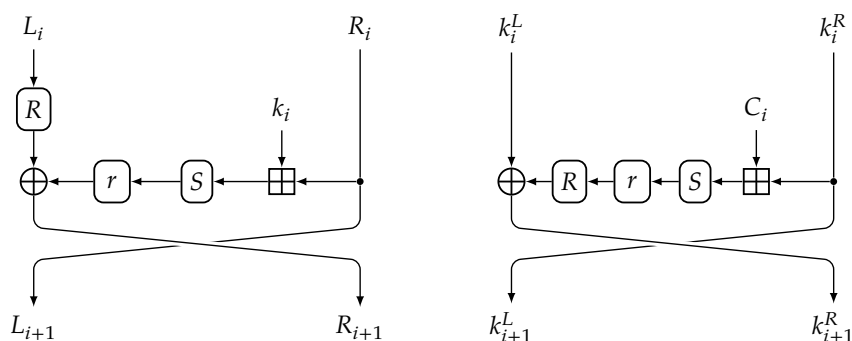 L_i R_i k_i^L k_i^R
R k_i C_i
r S R r S
L_{i+1} R_{i+1} k_{i+1}^L k_{i+1}^R